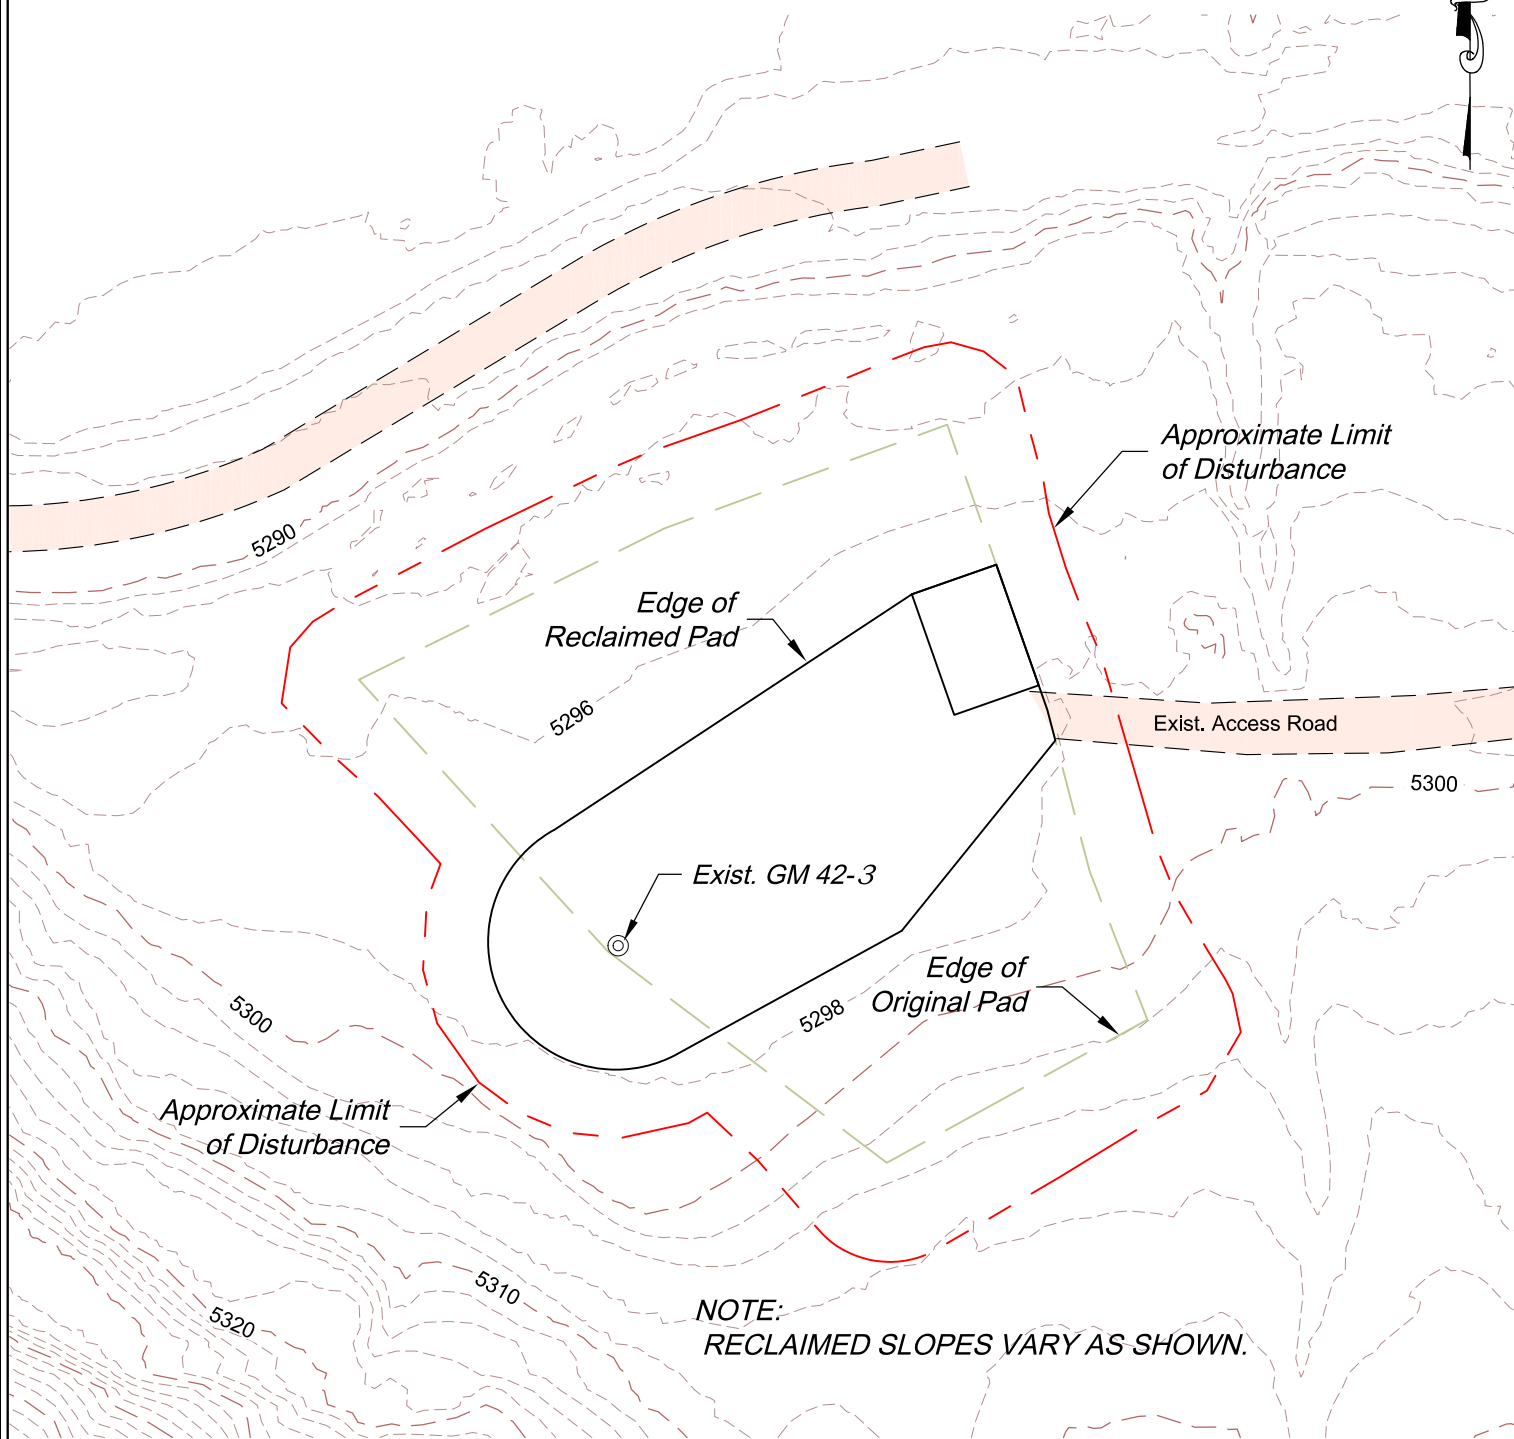 Approximate Limit
of Disturbance
5290
Edge of
Reclaimed Pad
5296
Exist. Access Road
5300
Exist. GM 42-3
Edge of
Original Pad
5298
5300
Approximate Limit
of Disturbance
5310
5320
NOTE:
RECLAIMED SLOPES VARY AS SHOWN.